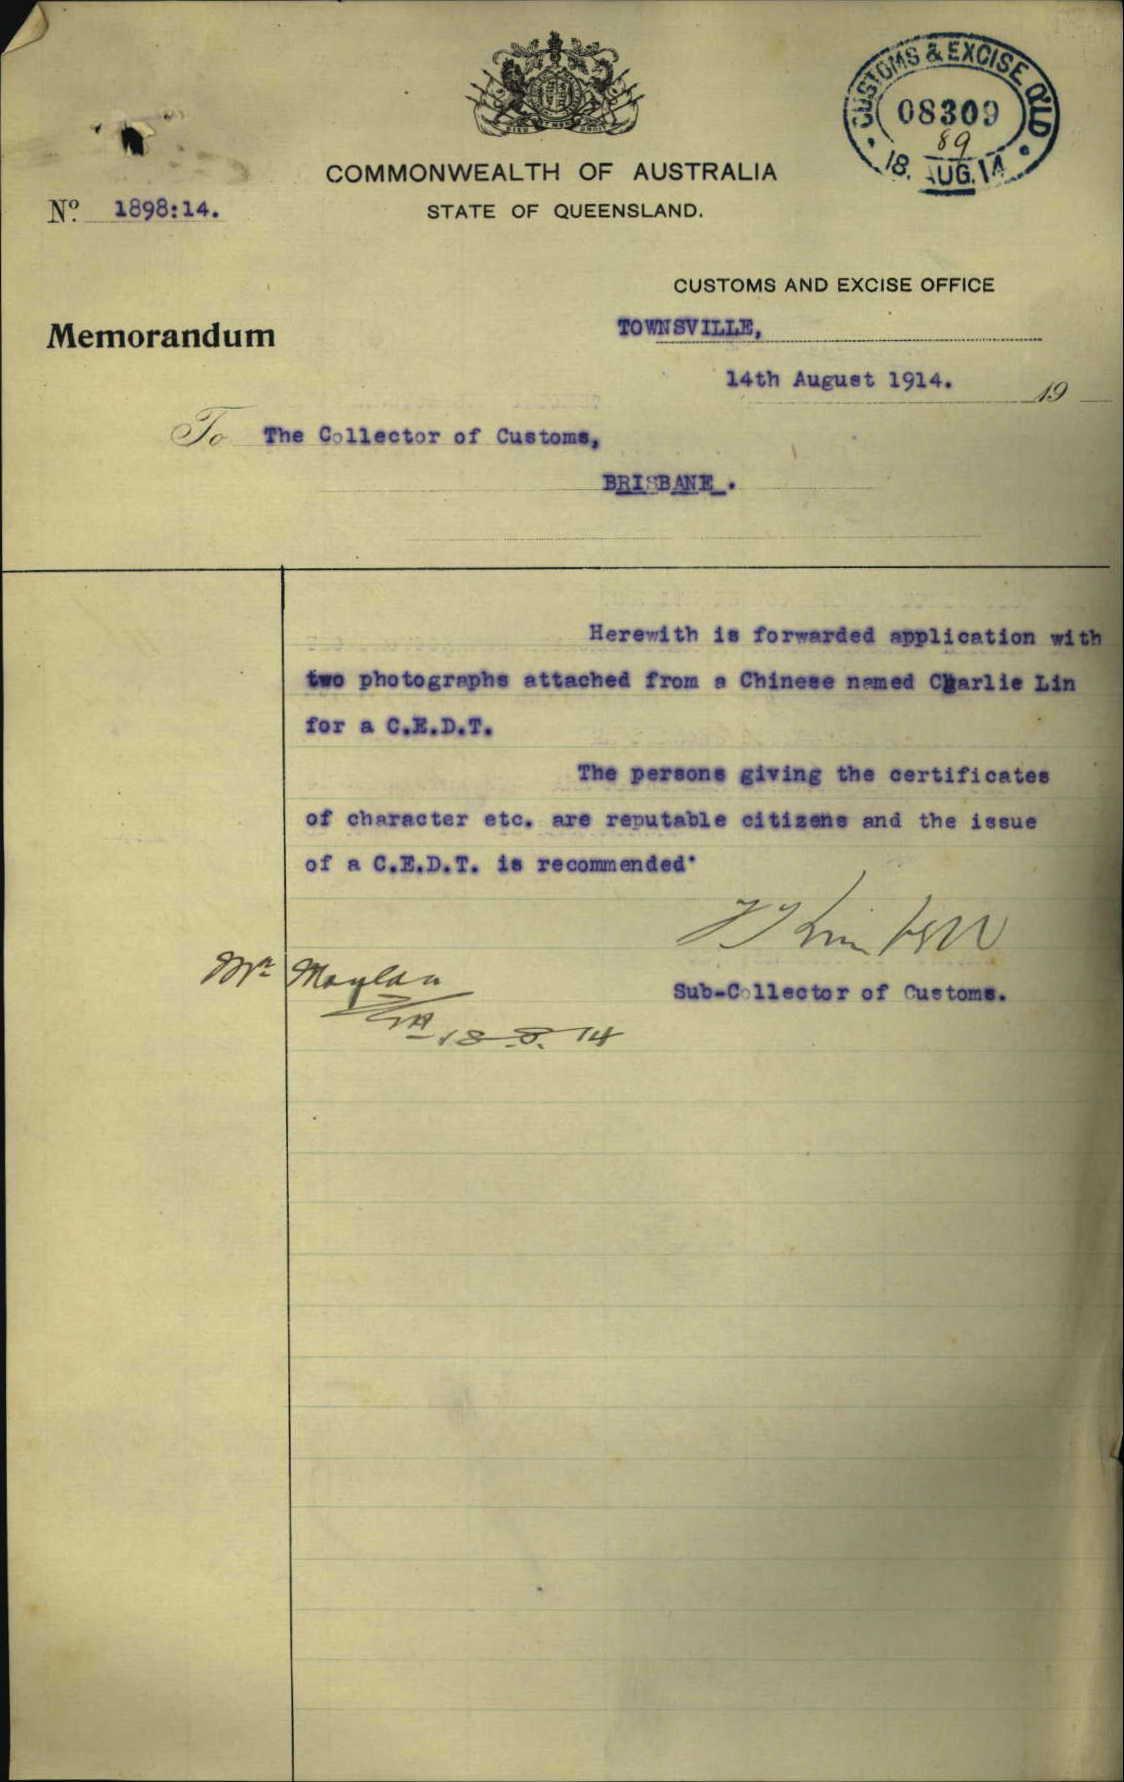 CUSTOMS & EXCISE, Q'LD
08309
89
18. AUG. 14
COMMONWEALTH OF AUSTRALIA
STATE OF QUEENSLAND.
Nº. 1898:14.
CUSTOMS AND EXCISE OFFICE
Memorandum
TOWNSVILLE,
14th August 1914. 19
To The Collector of Customs,
BRISBANE.
Herewith is forwarded application with
two photographs attached from a Chinese named Charlie Lin
for a C.E.D.T.
The persons giving the certificates
of character etc. are reputable citizens and the issue
of a C.E.D.T. is recommended.
Mr Moylan
Sub-Collector of Customs.
18.8.14